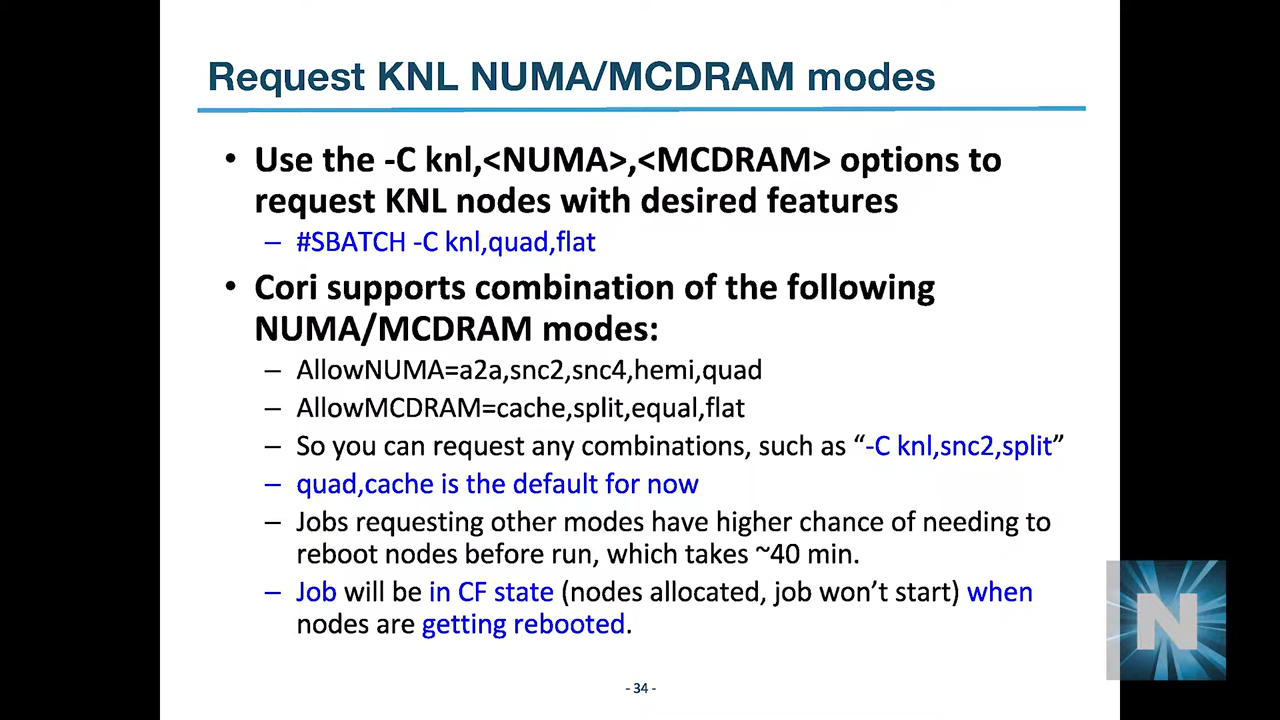 Request KNL NUMA/MCDRAM modes
• Use the -C knl,<NUMA>,<MCDRAM> options to
request KNL nodes with desired features
– #SBATCH -C knl,quad,flat
• Cori supports combination of the following
NUMA/MCDRAM modes:
– AllowNUMA=a2a,snc2,snc4,hemi,quad
– AllowMCDRAM=cache,split,equal,flat
– So you can request any combinations, such as “-C knl,snc2,split”
– quad,cache is the default for now
– Jobs requesting other modes have higher chance of needing to
reboot nodes before run, which takes ~40 min.
– Job will be in CF state (nodes allocated, job won’t start) when
nodes are getting rebooted.
- 34 -
N